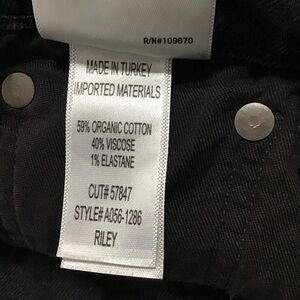 R/N#109670
MADE IN TURKEY
IMPORTED MATERIALS
59% ORGANIC COTTON
40% VISCOSE
1% ELASTANE
CUT# 57847
STYLE# A056-1286
RILEY